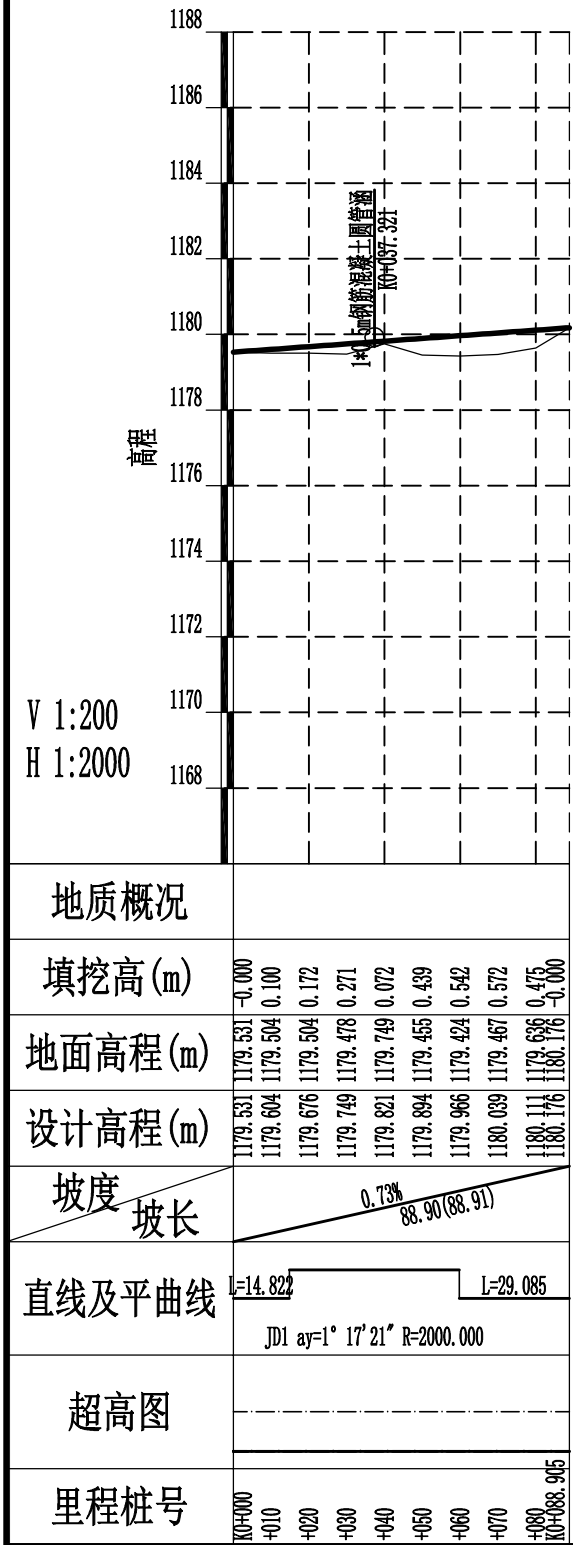 1188
1186
1184
1182
1180
1178
1176
1174
1172
1170
1168
高程
1*0.5m钢筋混凝土圆管涵
K0+037.321
V 1:200
H 1:2000
地质概况
填挖高(m)
-0.000
0.100
0.172
0.271
0.072
0.439
0.542
0.572
0.475
-0.000
地面高程(m)
1179.531
1179.504
1179.504
1179.478
1179.749
1179.455
1179.424
1179.467
1179.636
1180.176
设计高程(m)
1179.531
1179.604
1179.676
1179.749
1179.821
1179.894
1179.966
1180.039
1180.111
1180.176
坡度
坡长
0.73%
88.90(88.91)
直线及平曲线
L=14.822
L=29.085
JD1 ay=1° 17'21" R=2000.000
超高图
里程桩号
K0+000
+010
+020
+030
+040
+050
+060
+070
+080
K0+088.905